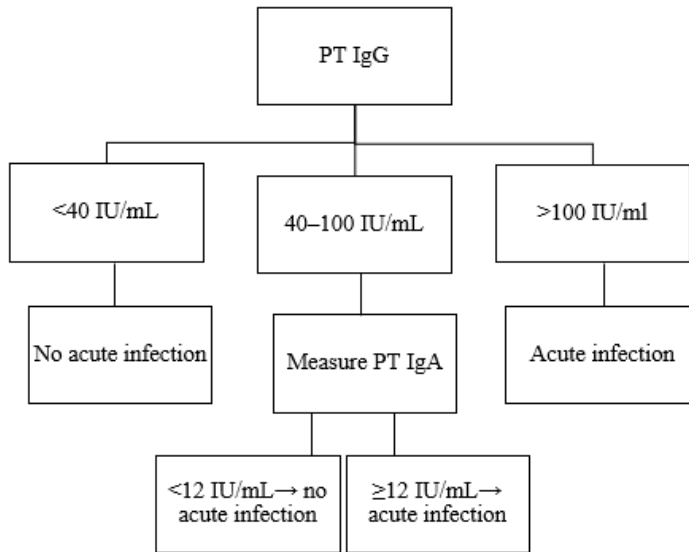 PT IgG
<40 IU/mL
40–100 IU/mL
>100 IU/ml
No acute infection
Measure PT IgA
Acute infection
<12 IU/mL→ no
acute infection
≥12 IU/mL→
acute infection